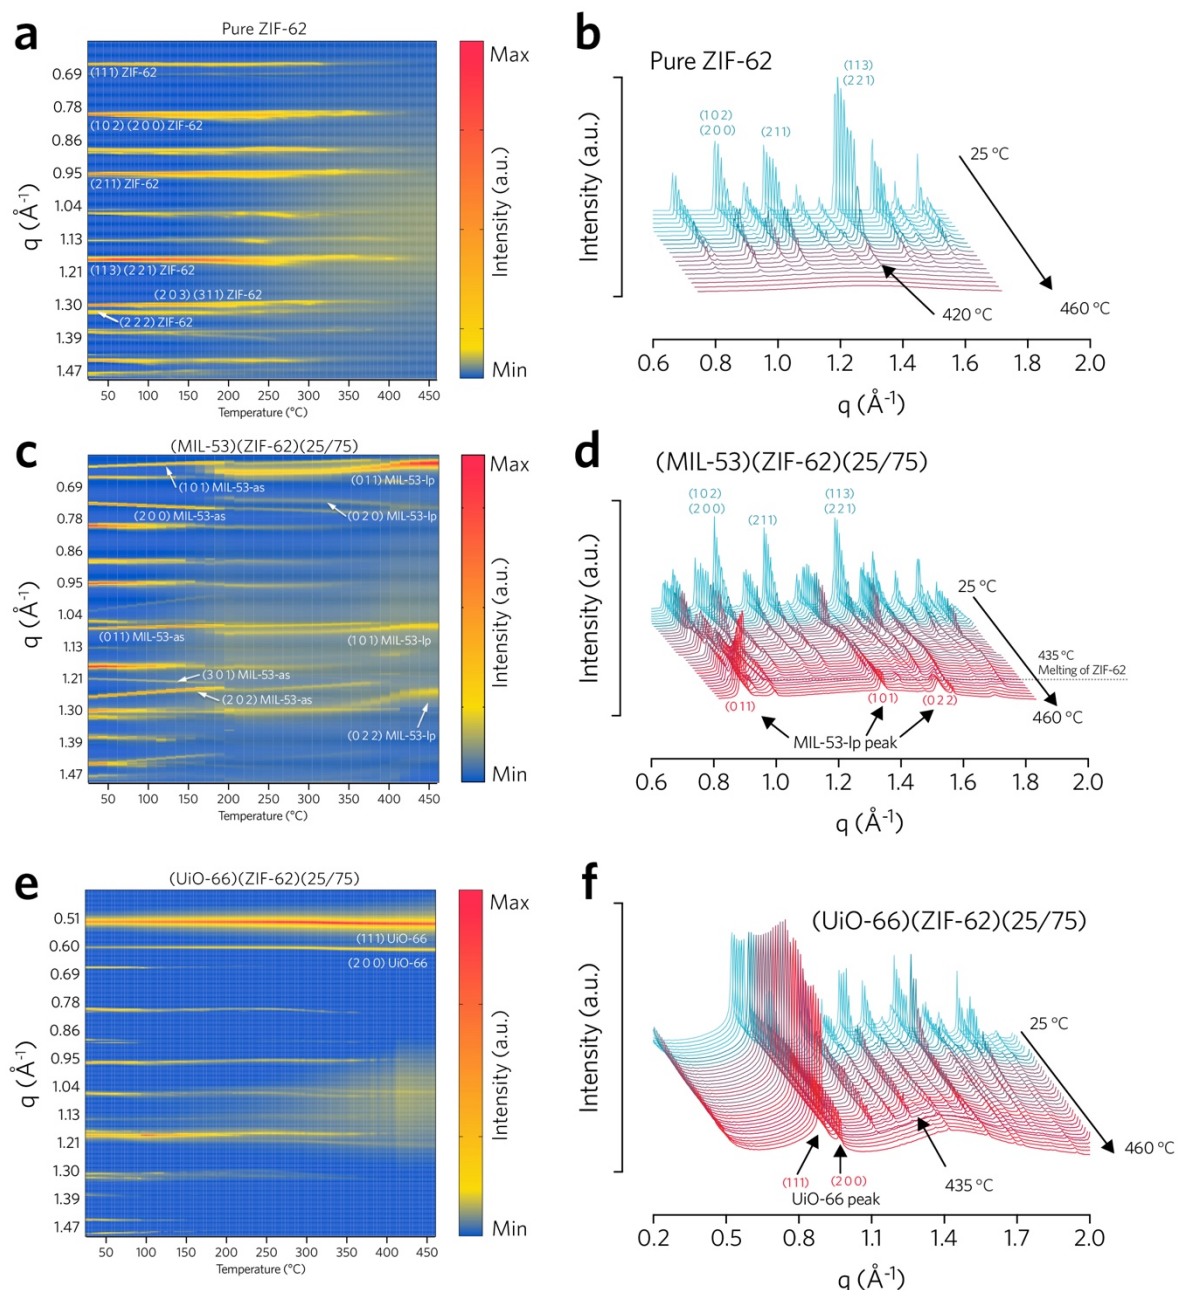 a
Pure ZIF-62
0.69
0.78
0.86
0.95
1.04
1.13
1.21
1.30
1.39
1.47
q (Å-1)
(111) ZIF-62
(1 0 2) (2 0 0) ZIF-62
(2 1 1) ZIF-62
(1 1 3) (2 2 1) ZIF-62
(2 0 3) (3 1 1) ZIF-62
(2 2 2) ZIF-62
50 100 150 200 250 300 350 400 450
Temperature (°C)
Max
Intensity (a.u.)
Min
b
Pure ZIF-62
Intensity (a.u.)
(1 0 2)
(2 0 0)
(2 1 1)
(113)
(2 2 1)
25 ºC
420 ºC
460 ºC
0.6 0.8 1.0 1.2 1.4 1.6 1.8 2.0
q (Å-1)
c
(MIL-53)(ZIF-62)(25/75)
0.69
0.78
0.86
0.95
1.04
1.13
1.21
1.30
1.39
1.47
q (Å-1)
(1 0 1) MIL-53-as
(0 1 1) MIL-53-lp
(2 0 0) MIL-53-as
(0 2 0) MIL-53-lp
(0 1 1) MIL-53-as
(1 0 1) MIL-53-lp
(3 0 1) MIL-53-as
(2 0 2) MIL-53-as
(0 2 2) MIL-53-lp
50 100 150 200 250 300 350 400 450
Temperature (°C)
Max
Intensity (a.u.)
Min
d
(MIL-53)(ZIF-62)(25/75)
Intensity (a.u.)
(1 0 2)
(2 0 0)
(2 1 1)
(113)
(2 2 1)
25 ºC
435 ºC
Melting of ZIF-62
460 ºC
(0 1 1)
(1 0 1)
(0 2 2)
MIL-53-lp peak
0.6 0.8 1.0 1.2 1.4 1.6 1.8 2.0
q (Å-1)
e
(UiO-66)(ZIF-62)(25/75)
0.51
0.60
0.69
0.78
0.86
0.95
1.04
1.13
1.21
1.30
1.39
1.47
q (Å-1)
(111) UiO-66
(2 0 0) UiO-66
50 100 150 200 250 300 350 400 450
Temperature (°C)
Max
Intensity (a.u.)
Min
f
(UiO-66)(ZIF-62)(25/75)
Intensity (a.u.)
25 ºC
460 ºC
435 ºC
(111) (2 0 0)
UiO-66 peak
0.2 0.5 0.8 1.1 1.4 1.7 2.0
q (Å-1)